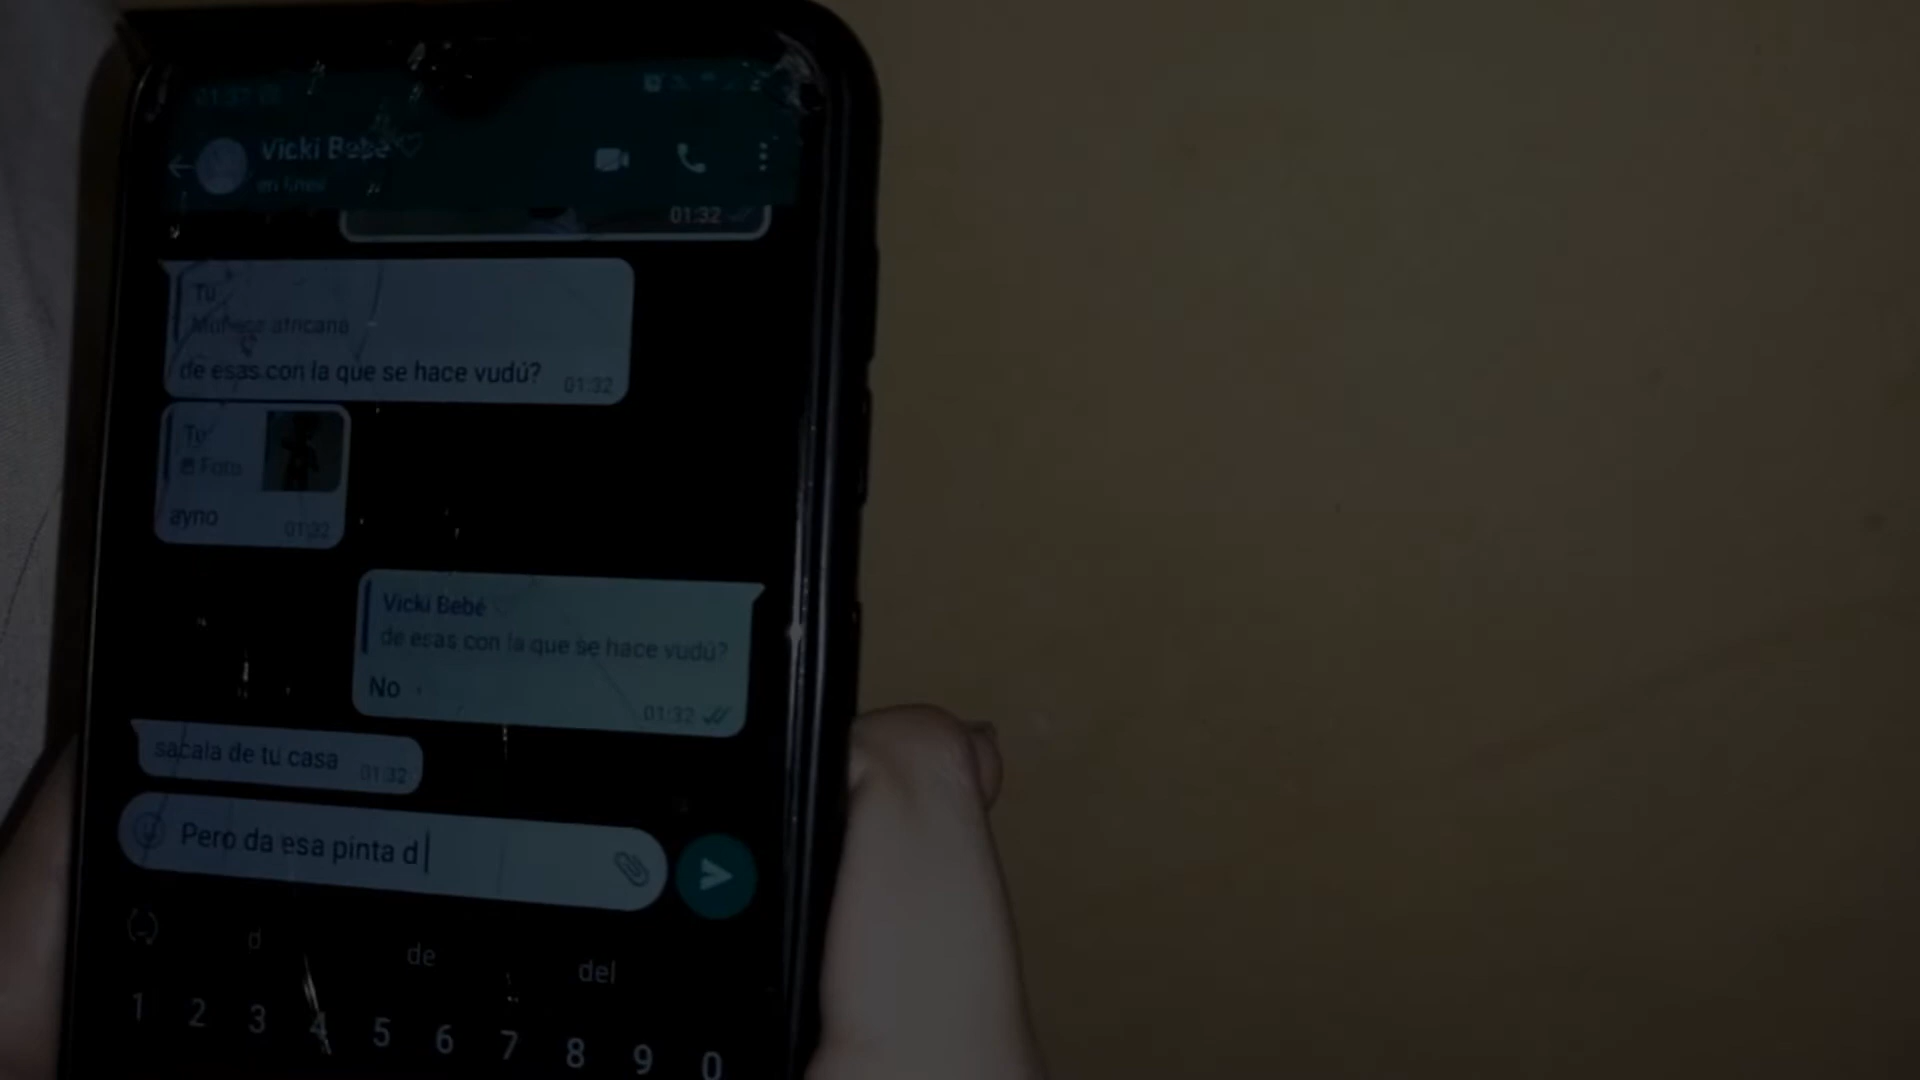 01:37
Vicki Bebé
en línea
01:32
Tú
Muñeca africana
de esas con la que se hace vudú?
01:32
Tú
Foto
ayno
01:32
Vicki Bebé
de esas con la que se hace vudú?
No
01:32
sacala de tu casa
01:32
Pero da esa pinta d
d de del
1 2 3 4 5 6 7 8 9 0